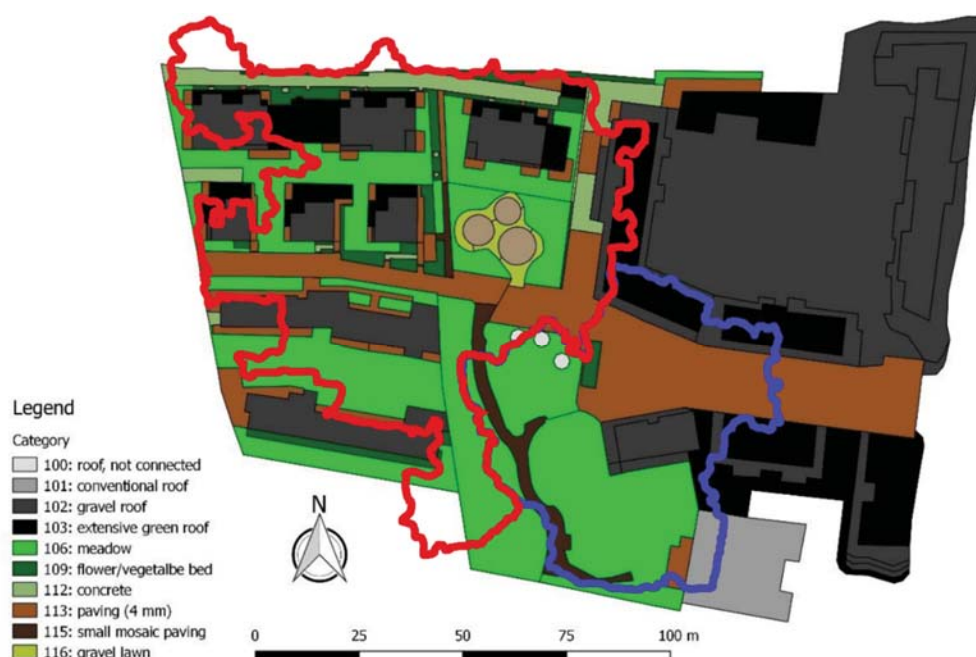 Legend
Category
100: roof, not connected
101: conventional roof
102: gravel roof
103: extensive green roof
106: meadow
109: flower/vegetalbe bed
112: concrete
113: paving (4 mm)
115: small mosaic paving
116: gravel lawn
N
0 25 50 75 100 m